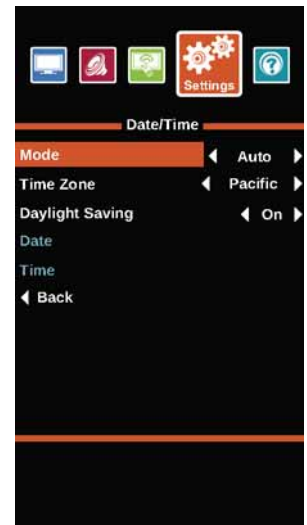 Settings
Date/Time
Mode Auto
Time Zone Pacific
Daylight Saving On
Date
Time
Back